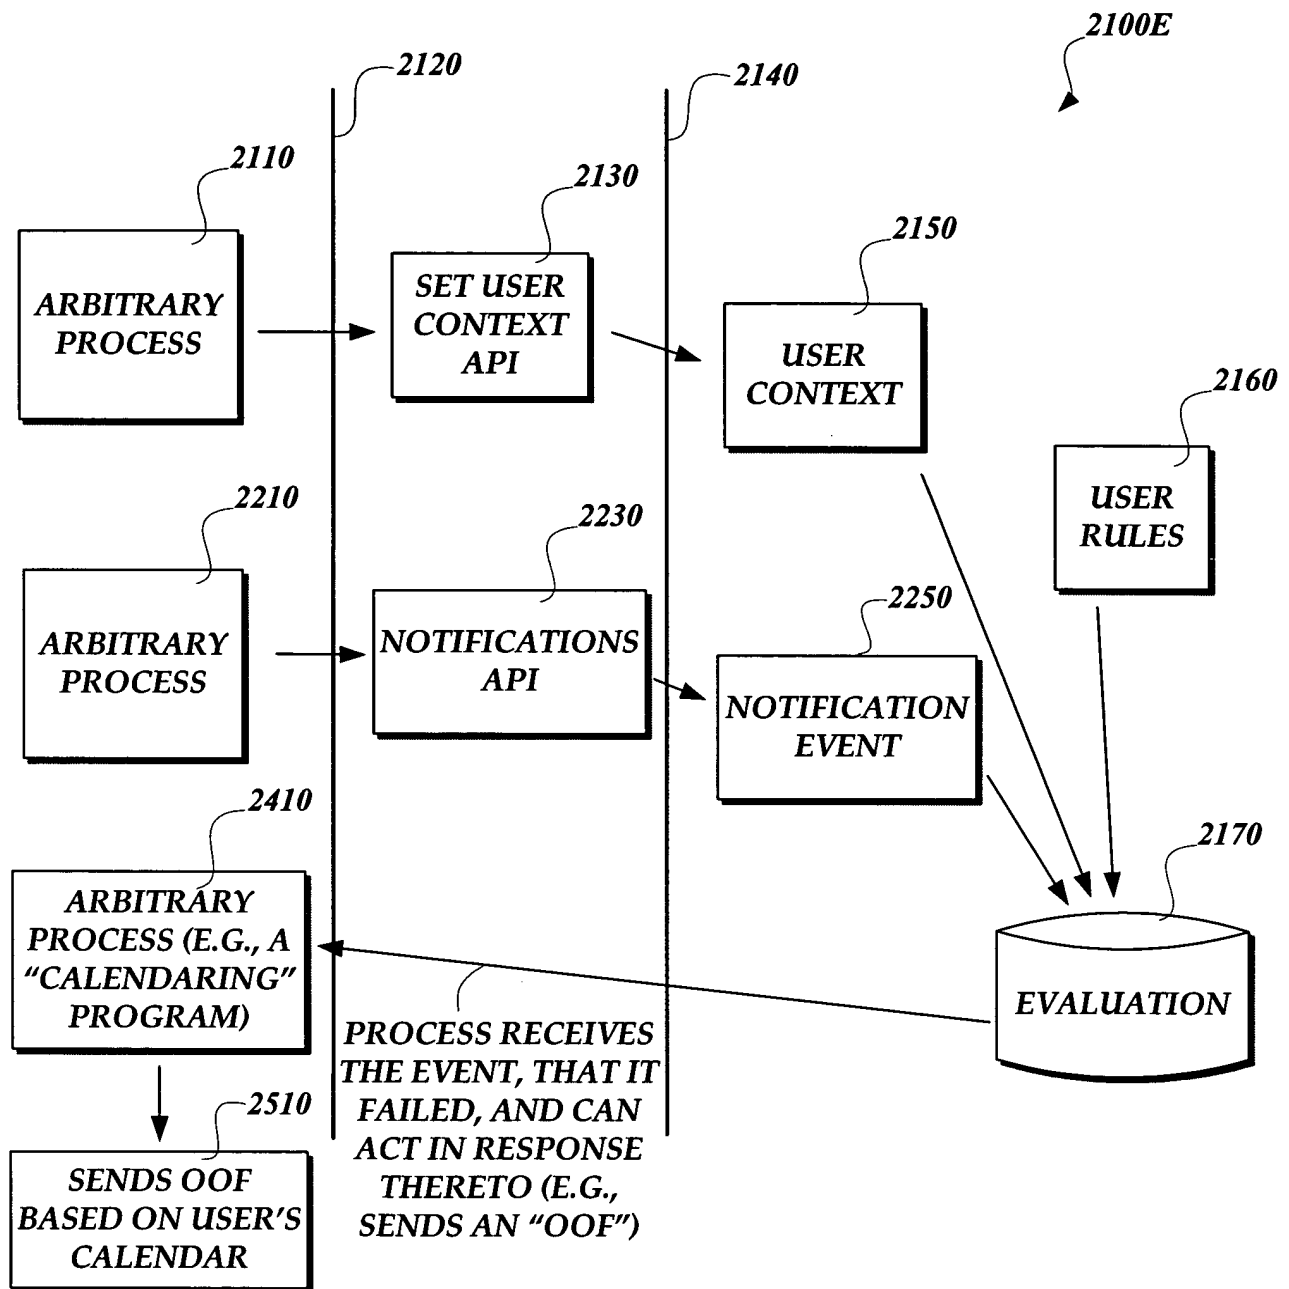 2100E
2120
2140
2110
2130
2150
ARBITRARY
PROCESS
SET USER
CONTEXT
API
USER
CONTEXT
2160
USER
RULES
2210
2230
2250
ARBITRARY
PROCESS
NOTIFICATIONS
API
NOTIFICATION
EVENT
2410
2170
ARBITRARY
PROCESS (E.G., A
“CALENDARING”
PROGRAM)
EVALUATION
PROCESS RECEIVES
THE EVENT, THAT IT
FAILED, AND CAN
ACT IN RESPONSE
THERETO (E.G.,
SENDS AN “OOF”)
2510
SENDS OOF
BASED ON USER’S
CALENDAR